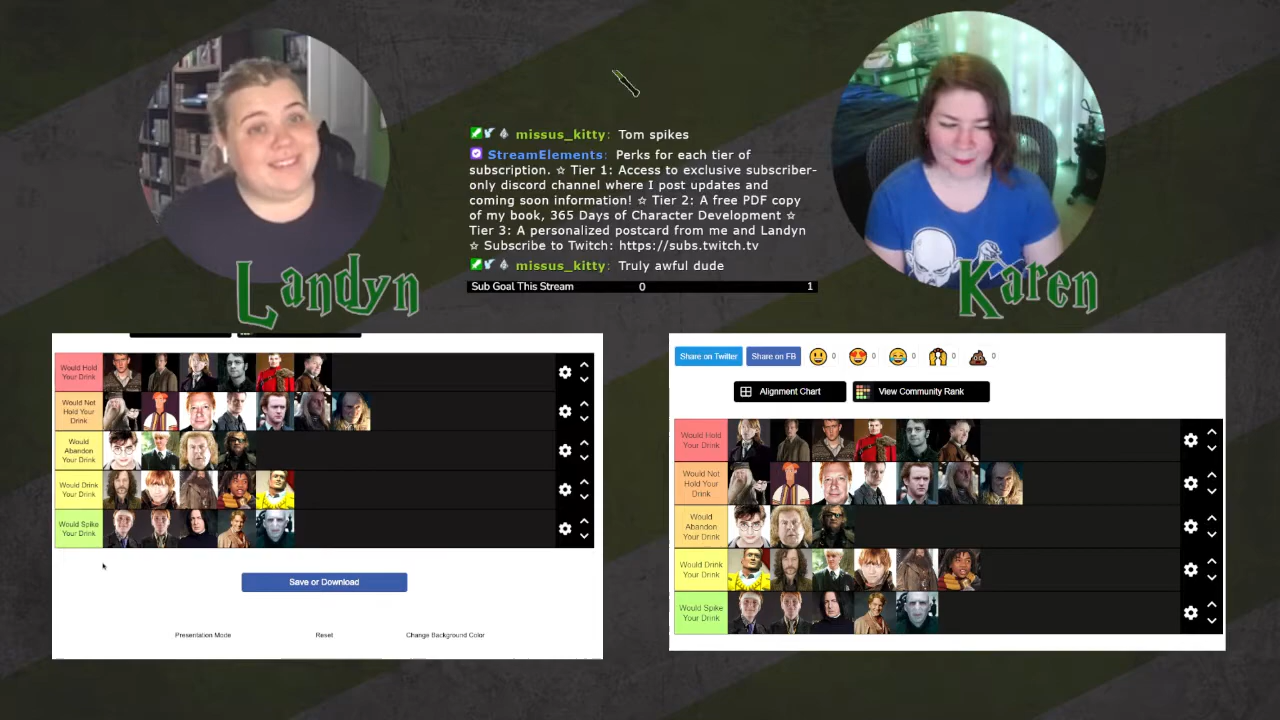 missus_kitty: Tom spikes
StreamElements: Perks for each tier of
subscription. ☆ Tier 1: Access to exclusive subscriber-
only discord channel where I post updates and
coming soon information! ☆ Tier 2: A free PDF copy
of my book, 365 Days of Character Development ☆
Tier 3: A personalized postcard from me and Landyn
☆ Subscribe to Twitch: https://subs.twitch.tv
missus_kitty: Truly awful dude
Sub Goal This Stream 0 1
Landyn
Karen
Would Hold
Your Drink
Would Not
Hold Your
Drink
Would
Abandon
Your Drink
Would Drink
Your Drink
Would Spike
Your Drink
Save or Download
Presentation Mode Reset Change Background Color
Share on Twitter Share on FB 0 0 0 0 0
Alignment Chart View Community Rank
Would Hold
Your Drink
Would Not
Hold Your
Drink
Would
Abandon
Your Drink
Would Drink
Your Drink
Would Spike
Your Drink